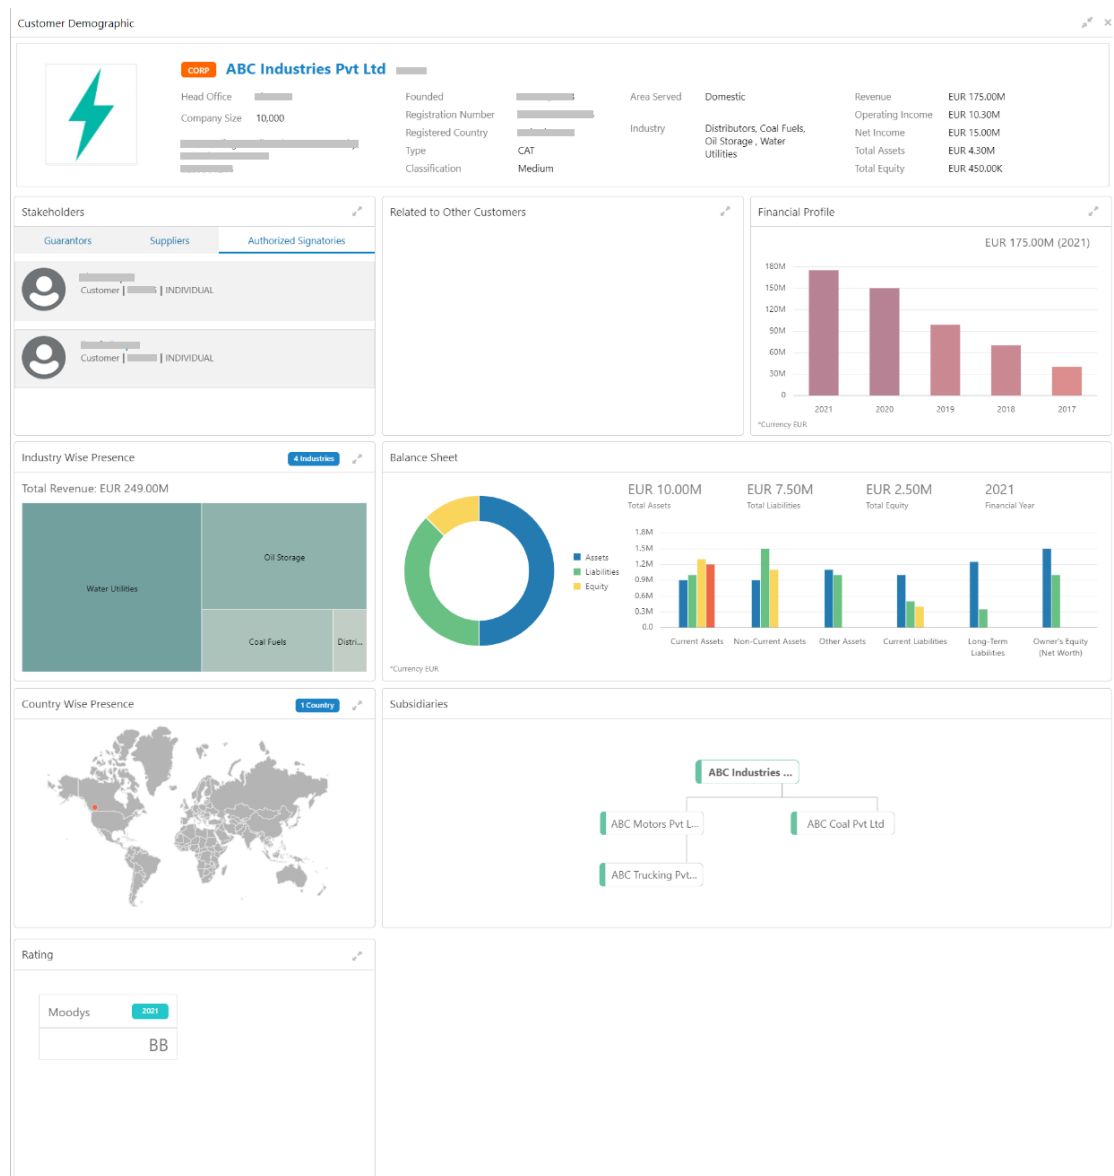 Customer Demographic
CORP ABC Industries Pvt Ltd
Head Office
Company Size 10,000
Founded
Registration Number
Registered Country
Type CAT
Classification Medium
Area Served Domestic
Industry Distributors, Coal Fuels,
Oil Storage , Water
Utilities
Revenue EUR 175.00M
Operating Income EUR 10.30M
Net Income EUR 15.00M
Total Assets EUR 4.30M
Total Equity EUR 450.00K
Stakeholders
Guarantors Suppliers Authorized Signatories
Customer | | INDIVIDUAL
Customer | | INDIVIDUAL
Related to Other Customers
Financial Profile
EUR 175.00M (2021)
180M
150M
120M
90M
60M
30M
0
2021 2020 2019 2018 2017
*Currency EUR
Industry Wise Presence 4 Industries
Total Revenue: EUR 249.00M
Water Utilities
Oil Storage
Coal Fuels
Distri...
Balance Sheet
Assets
Liabilities
Equity
*Currency EUR
EUR 10.00M EUR 7.50M EUR 2.50M 2021
Total Assets Total Liabilities Total Equity Financial Year
1.8M
1.5M
1.2M
0.9M
0.6M
0.3M
0.0
Current Assets Non-Current Assets Other Assets Current Liabilities Long-Term Owner's Equity
Liabilities (Net Worth)
Country Wise Presence 1 Country
Subsidiaries
ABC Industries ...
ABC Motors Pvt L... ABC Coal Pvt Ltd
ABC Trucking Pvt...
Rating
Moodys 2021
BB